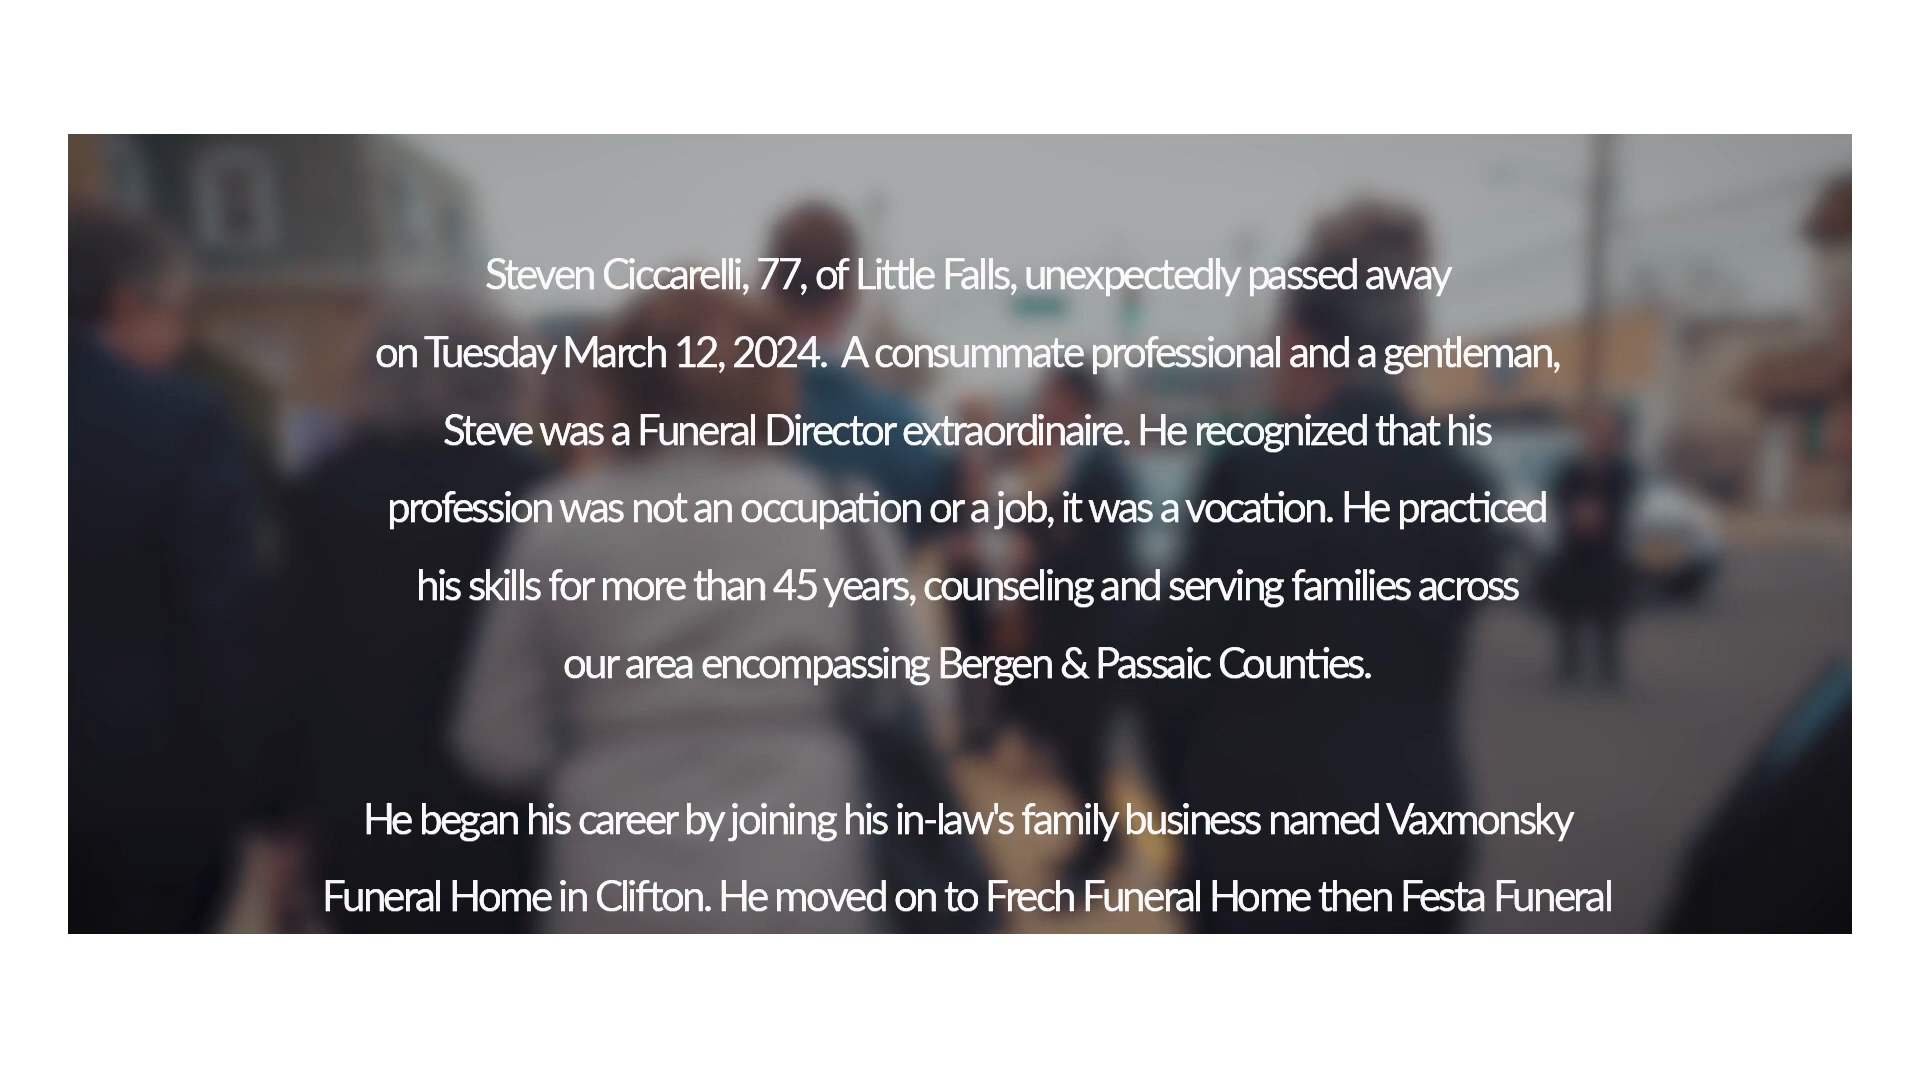 Steven Ciccarelli, 77, of Little Falls, unexpectedly passed away
on Tuesday March 12, 2024.  A consummate professional and a gentleman,
Steve was a Funeral Director extraordinaire. He recognized that his
profession was not an occupation or a job, it was a vocation. He practiced
his skills for more than 45 years, counseling and serving families across
our area encompassing Bergen & Passaic Counties.
He began his career by joining his in-law's family business named Vaxmonsky
Funeral Home in Clifton. He moved on to Frech Funeral Home then Festa Funeral